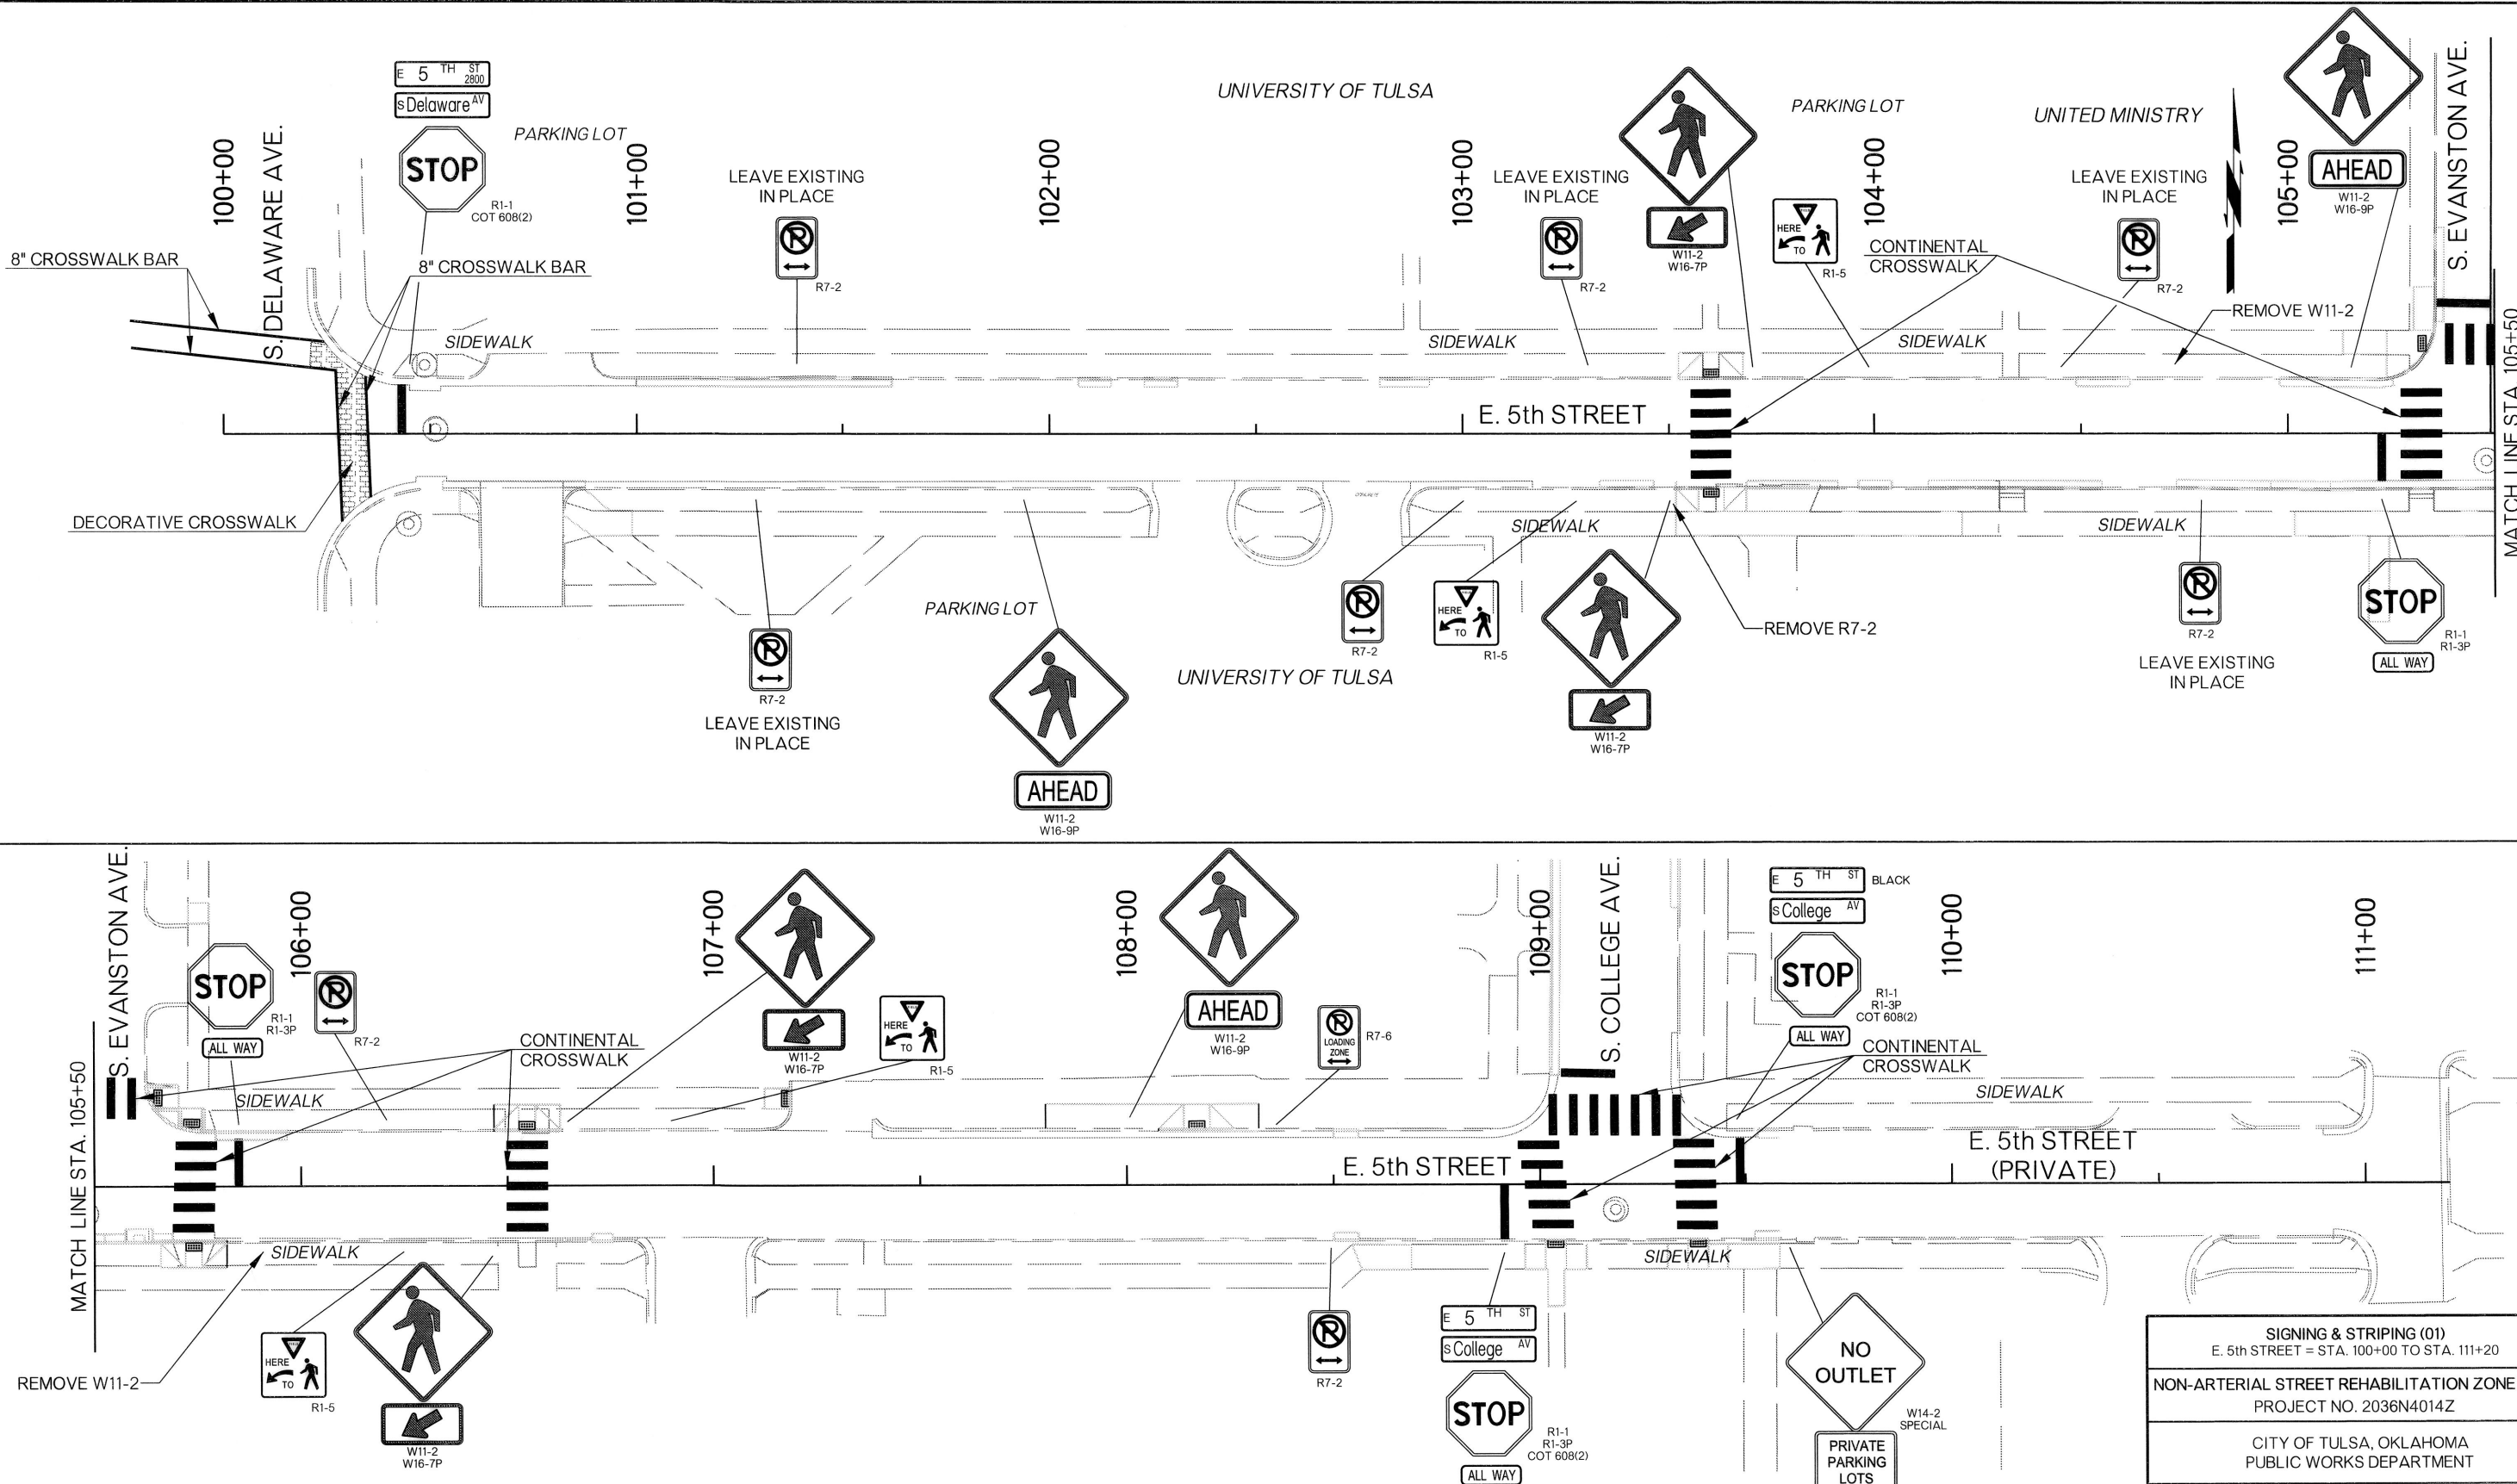 E 5 TH ST 2800
S Delaware AV
STOP
R1-1
COT 608(2)
PARKING LOT
100+00
S. DELAWARE AVE.
101+00
LEAVE EXISTING
IN PLACE
R7-2
102+00
UNIVERSITY OF TULSA
103+00
LEAVE EXISTING
IN PLACE
R7-2
W11-2
W16-7P
PARKING LOT
HERE
TO
R1-5
104+00
CONTINENTAL
CROSSWALK
UNITED MINISTRY
LEAVE EXISTING
IN PLACE
R7-2
105+00
AHEAD
W11-2
W16-9P
S. EVANSTON AVE.
REMOVE W11-2
MATCH LINE STA. 105+50
8" CROSSWALK BAR
8" CROSSWALK BAR
SIDEWALK
SIDEWALK
SIDEWALK
E. 5th STREET
DECORATIVE CROSSWALK
SIDEWALK
SIDEWALK
R7-2
LEAVE EXISTING
IN PLACE
PARKING LOT
AHEAD
W11-2
W16-9P
UNIVERSITY OF TULSA
R7-2
HERE
TO
R1-5
W11-2
W16-7P
REMOVE R7-2
R7-2
LEAVE EXISTING
IN PLACE
STOP
R1-1
R1-3P
ALL WAY
S. EVANSTON AVE.
MATCH LINE STA. 105+50
STOP
R1-1
R1-3P
ALL WAY
106+00
R7-2
CONTINENTAL
CROSSWALK
107+00
W11-2
W16-7P
HERE
TO
R1-5
108+00
AHEAD
W11-2
W16-9P
LOADING
ZONE
R7-6
109+00
S. COLLEGE AVE.
E 5 TH ST
BLACK
S College AV
STOP
R1-1
R1-3P
COT 608(2)
ALL WAY
CONTINENTAL
CROSSWALK
110+00
111+00
SIDEWALK
SIDEWALK
E. 5th STREET
E. 5th STREET
(PRIVATE)
SIDEWALK
SIDEWALK
REMOVE W11-2
HERE
TO
R1-5
W11-2
W16-7P
R7-2
E 5 TH ST
S College AV
STOP
R1-1
R1-3P
COT 608(2)
ALL WAY
NO
OUTLET
W14-2
SPECIAL
PRIVATE
PARKING
LOTS
SIGNING & STRIPING (01)
E. 5th STREET = STA. 100+00 TO STA. 111+20
NON-ARTERIAL STREET REHABILITATION ZONE
PROJECT NO. 2036N4014Z
CITY OF TULSA, OKLAHOMA
PUBLIC WORKS DEPARTMENT